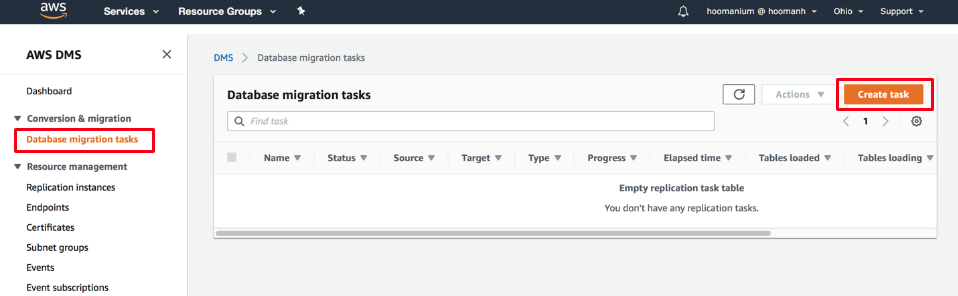 aws Services Resource Groups hoomanium @ hoomanh Ohio Support
AWS DMS
Dashboard
Conversion & migration
Database migration tasks
Resource management
Replication instances
Endpoints
Certificates
Subnet groups
Events
Event subscriptions
DMS Database migration tasks
Database migration tasks Actions Create task
Find task 1
Name Status Source Target Type Progress Elapsed time Tables loaded Tables loading
Empty replication task table
You don't have any replication tasks.